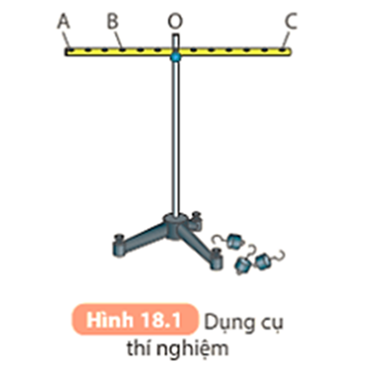 A B O C
Hình 18.1 Dụng cụ
thí nghiệm